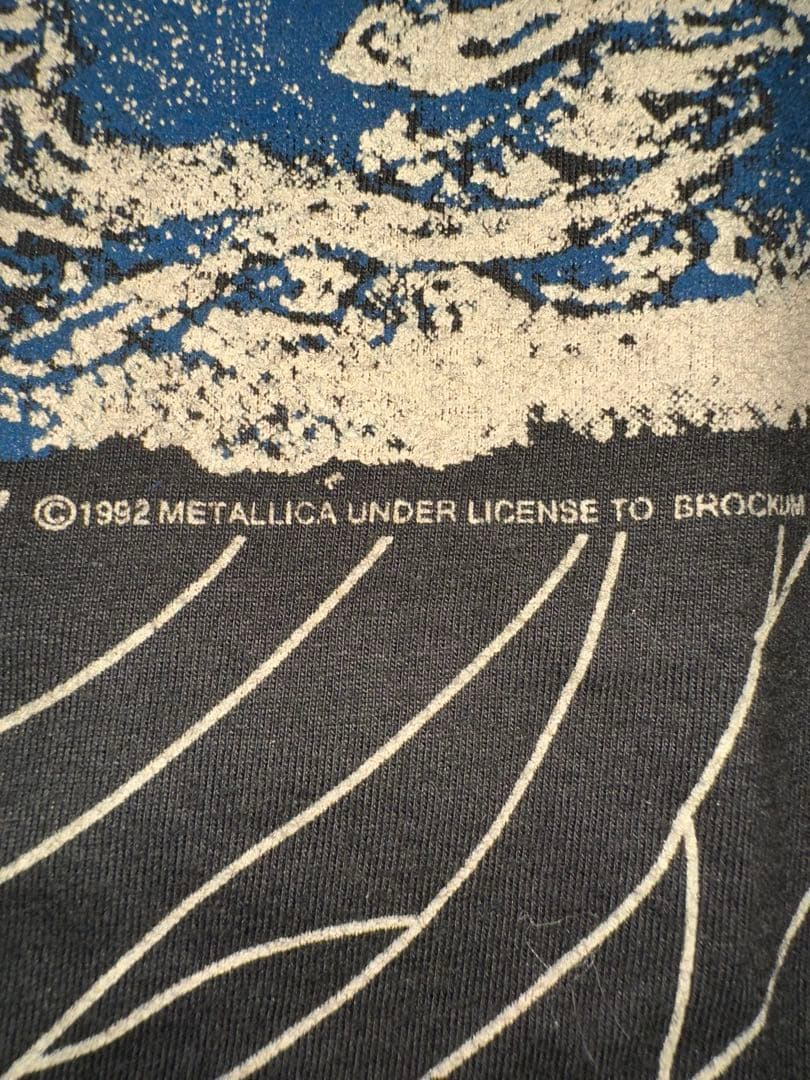 ©1992 METALLICA UNDER LICENSE TO BROCKUM